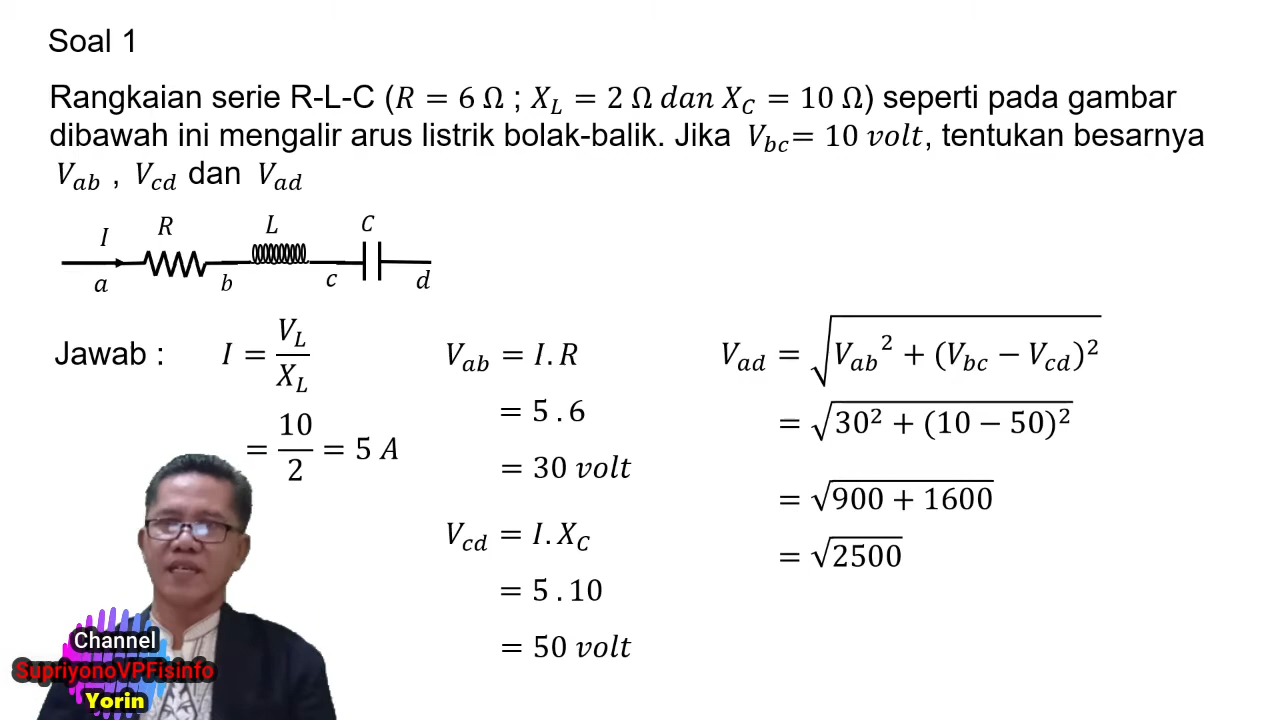 Soal 1
Rangkaian serie R-L-C (R = 6 Ω ; X_L = 2 Ω dan X_C = 10 Ω) seperti pada gambar
dibawah ini mengalir arus listrik bolak-balik. Jika V_bc = 10 volt, tentukan besarnya
V_ab , V_cd dan V_ad
I R L C
a b c d
Jawab : I = V_L / X_L
= 10 / 2 = 5 A
V_ab = I . R
= 5 . 6
= 30 volt
V_cd = I . X_C
= 5 . 10
= 50 volt
V_ad = √(V_ab² + (V_bc − V_cd)²)
= √(30² + (10 − 50)²)
= √(900 + 1600)
= √2500
Channel
SupriyonoVPFisinfo
Yorin